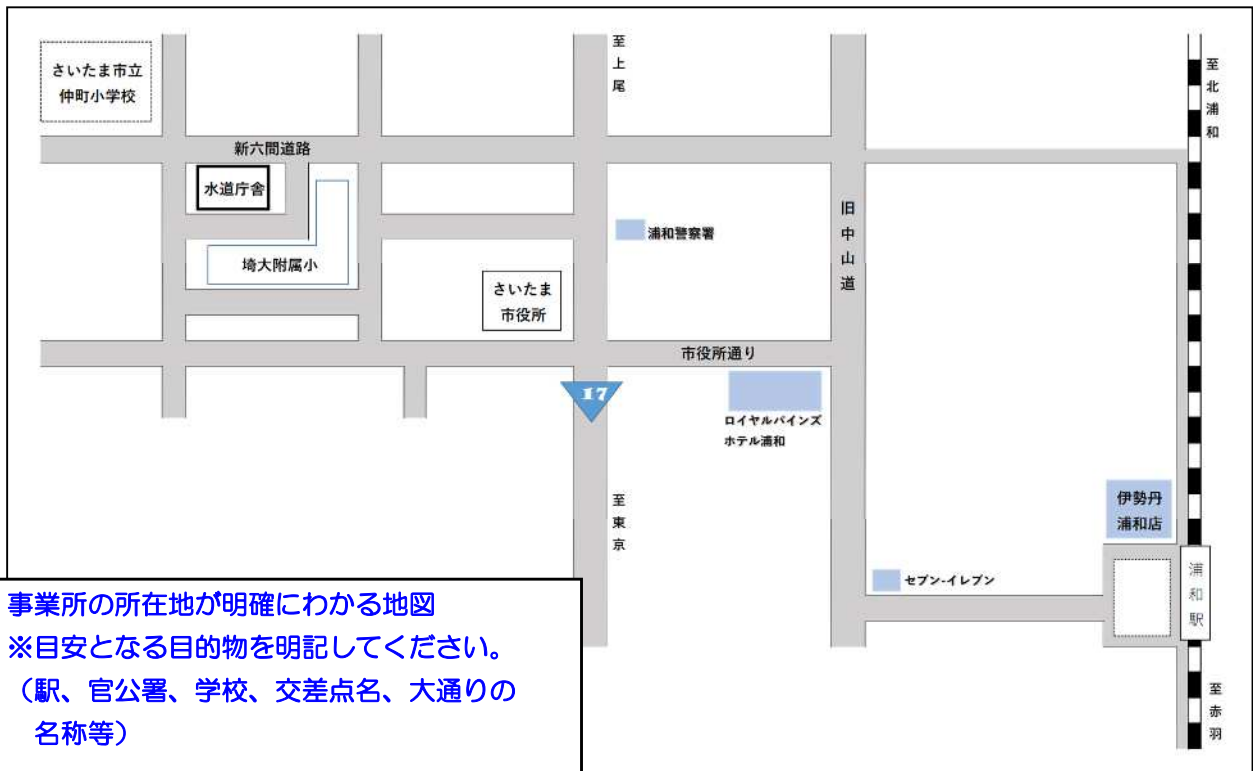 さいたま市立
仲町小学校
至上尾
至北浦和
新六間道路
水道庁舎
旧中山道
浦和警察署
埼大附属小
さいたま
市役所
市役所通り
17
ロイヤルパインズ
ホテル浦和
伊勢丹
浦和店
至東京
セブン-イレブン
浦和駅
至赤羽
事業所の所在地が明確にわかる地図
※目安となる目的物を明記してください。
（駅、官公署、学校、交差点名、大通りの
名称等）